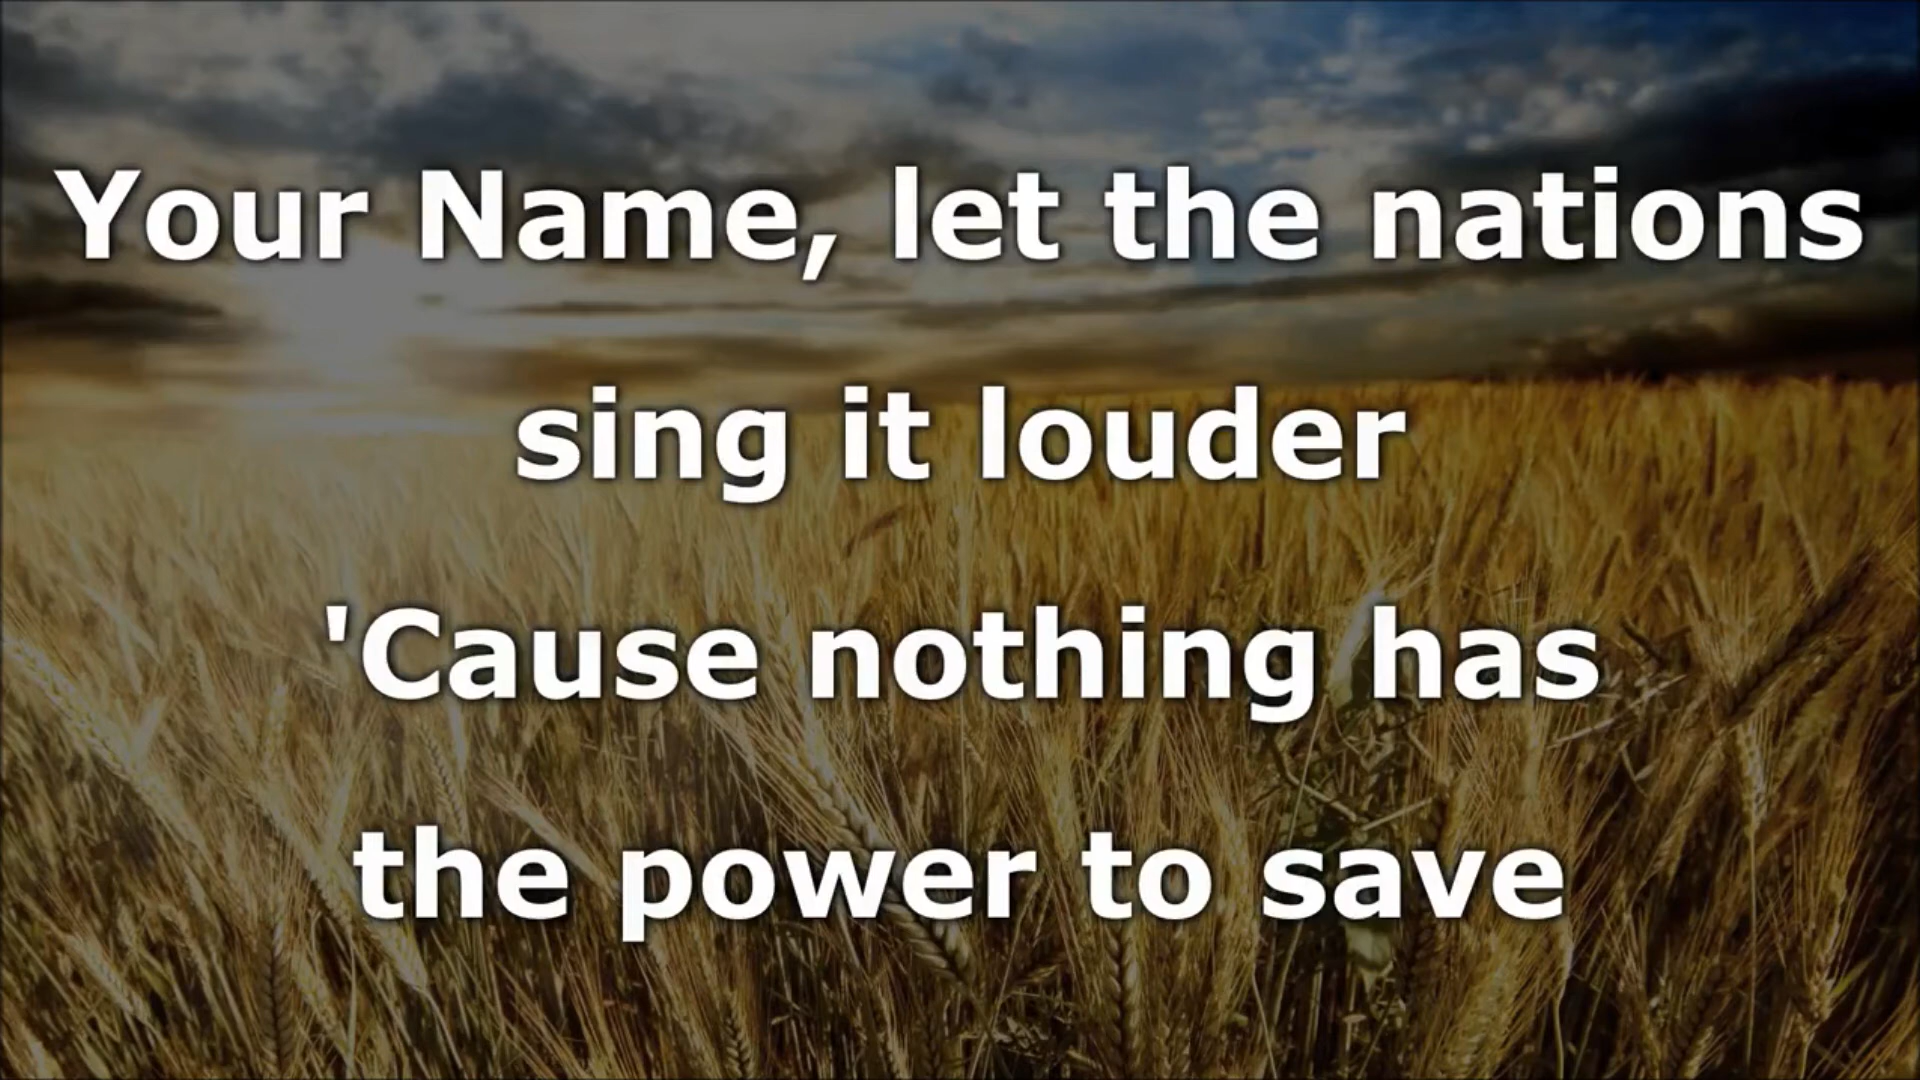 Your Name, let the nations
sing it louder
'Cause nothing has
the power to save